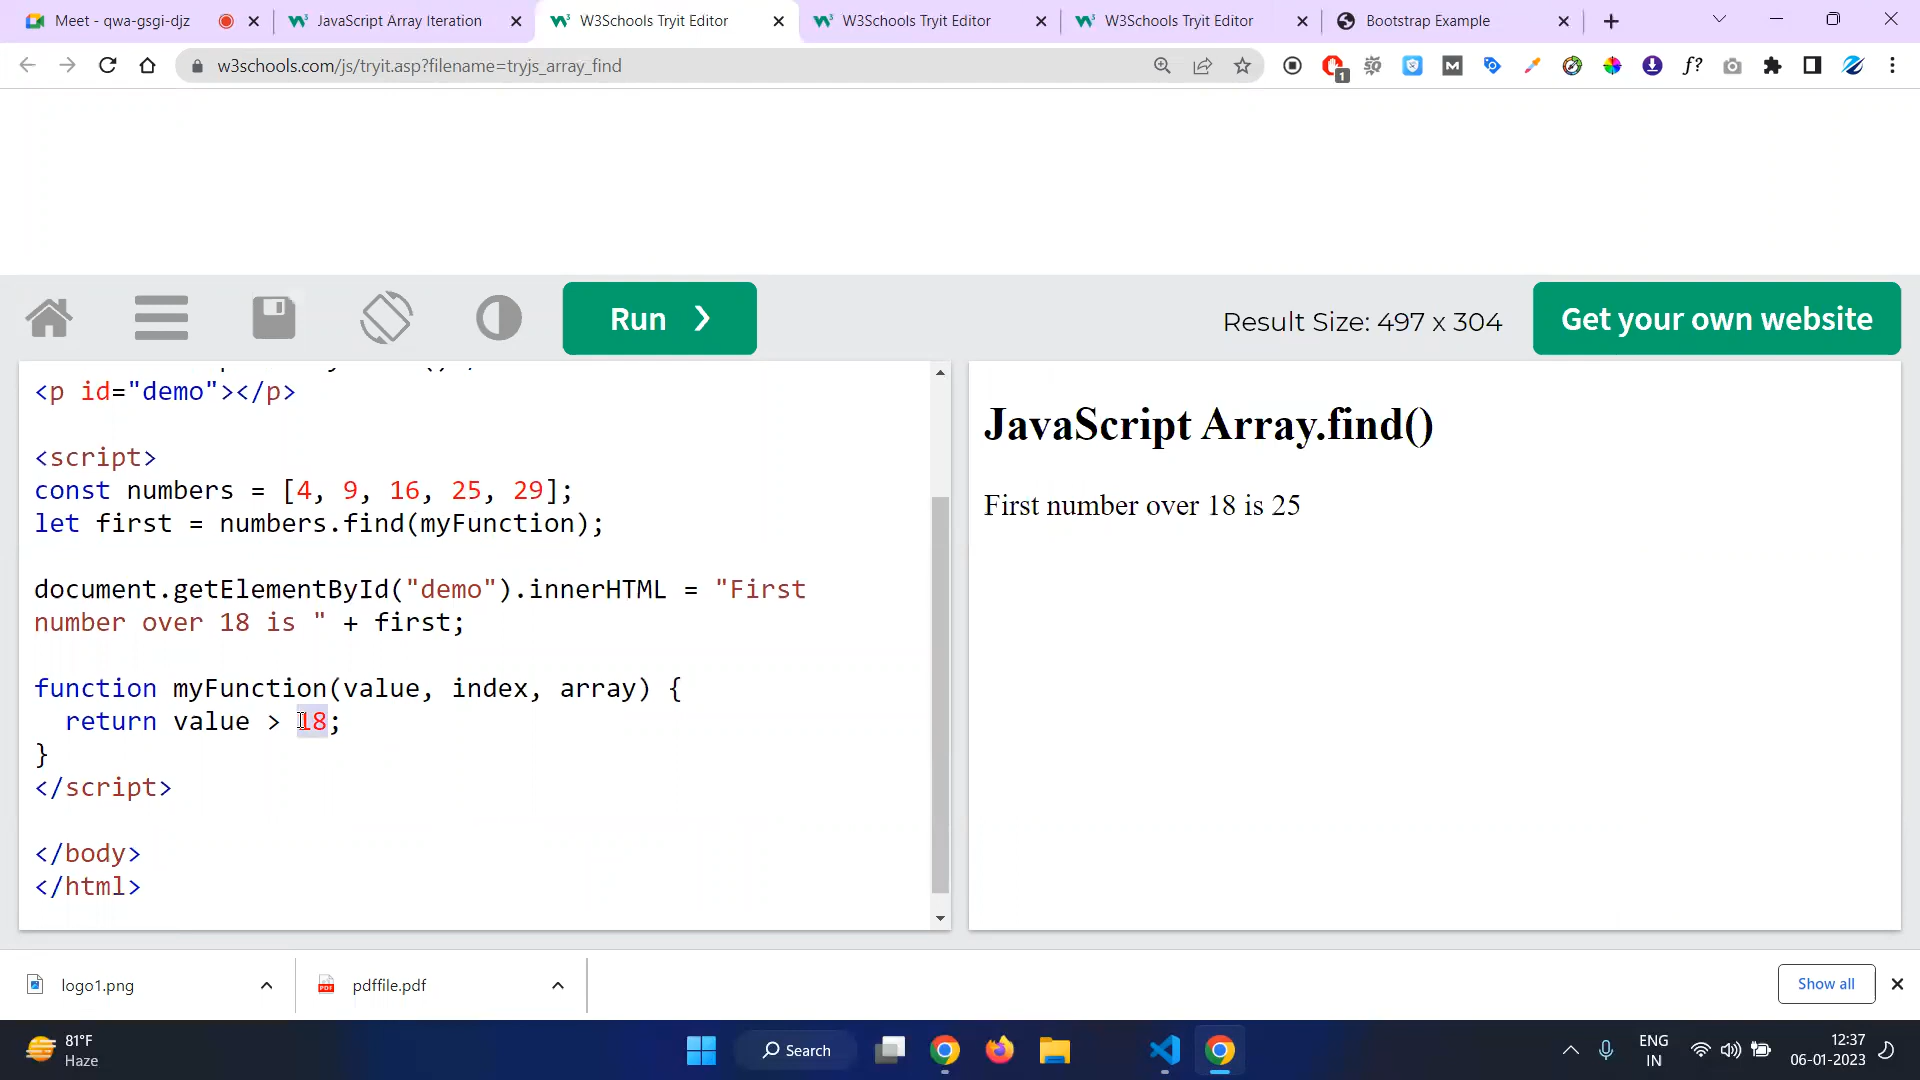 Meet - qwa-gsgi-djz
JavaScript Array Iteration
W3Schools Tryit Editor
W3Schools Tryit Editor
W3Schools Tryit Editor
Bootstrap Example
w3schools.com/js/tryit.asp?filename=tryjs_array_find
1
f?
Run ❯
Result Size: 497 x 304
Get your own website
<p id="demo"></p>
<script>
const numbers = [4, 9, 16, 25, 29];
let first = numbers.find(myFunction);
document.getElementById("demo").innerHTML = "First
number over 18 is " + first;
function myFunction(value, index, array) {
return value > 18;
}
</script>
</body>
</html>
JavaScript Array.find()
First number over 18 is 25
logo1.png
pdffile.pdf
Show all
81°F
Haze
Search
ENG
IN
12:37
06-01-2023